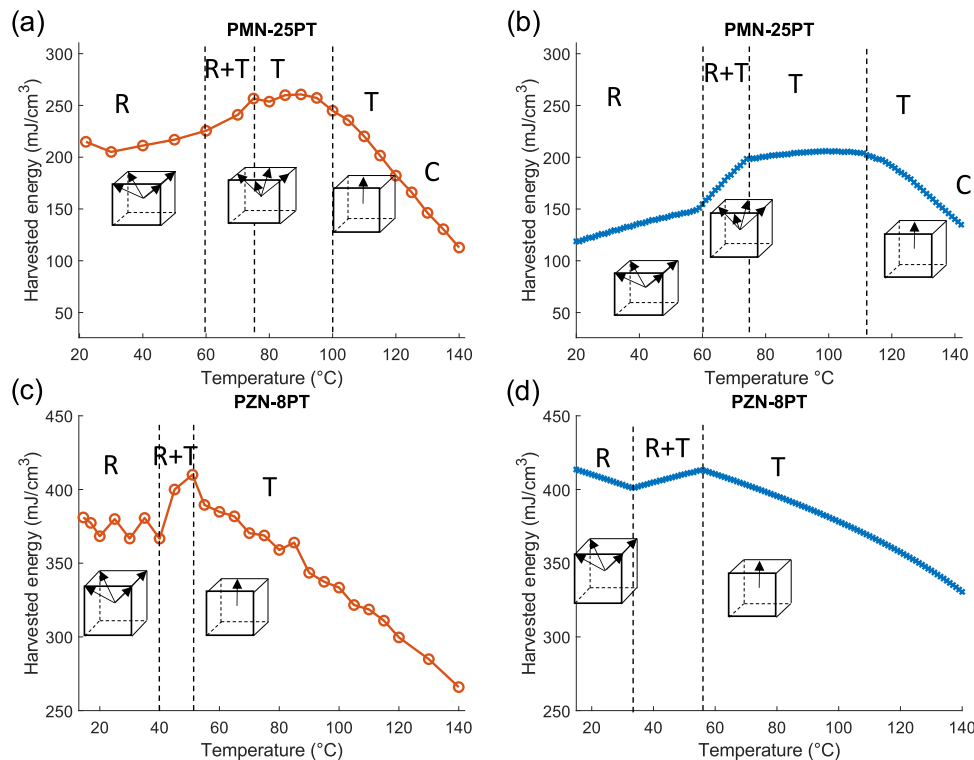 (a)
PMN-25PT
Harvested energy (mJ/cm³)
300
250
200
150
100
50
R
R+T
T
T
C
20
40
60
80
100
120
140
Temperature (°C)
(b)
PMN-25PT
Harvested energy (mJ/cm³)
300
250
200
150
100
50
R
R+T
T
T
C
20
40
60
80
100
120
140
Temperature °C
(c)
PZN-8PT
Harvested energy (mJ/cm³)
450
400
350
300
250
R
R+T
T
20
40
60
80
100
120
140
Temperature (°C)
(d)
PZN-8PT
Harvested energy (mJ/cm³)
450
400
350
300
250
R
R+T
T
20
40
60
80
100
120
140
Temperature (°C)